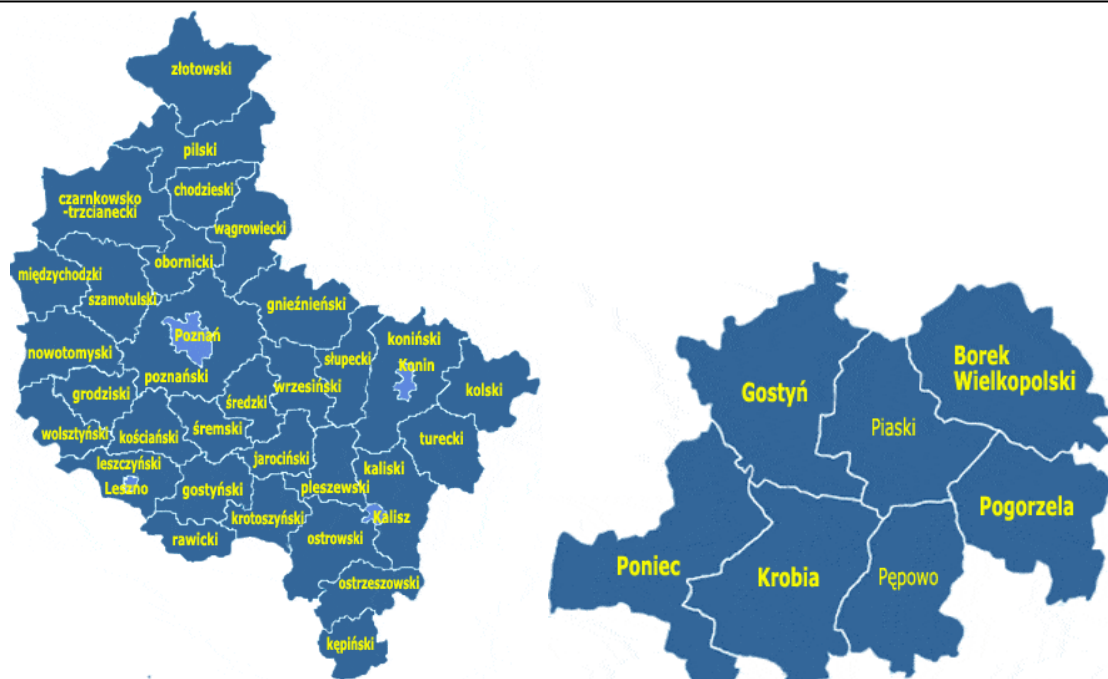 złotowski
pilski
chodzieski
czarnkowsko
-trzcianecki
wągrowiecki
obornicki
międzychodzki
szamotulski
gnieźnieński
Poznań
koniński
nowotomyski
słupecki
Konin
poznański
wrzesiński
kolski
grodziski
średzki
wolsztyński
kościański
śremski
turecki
jarociński
leszczyński
kaliski
Leszno
gostyński
pleszewski
krotoszyński
Kalisz
rawicki
ostrowski
ostrzeszowski
kępiński
Borek
Wielkopolski
Gostyń
Piaski
Pogorzela
Poniec
Krobia
Pępowo